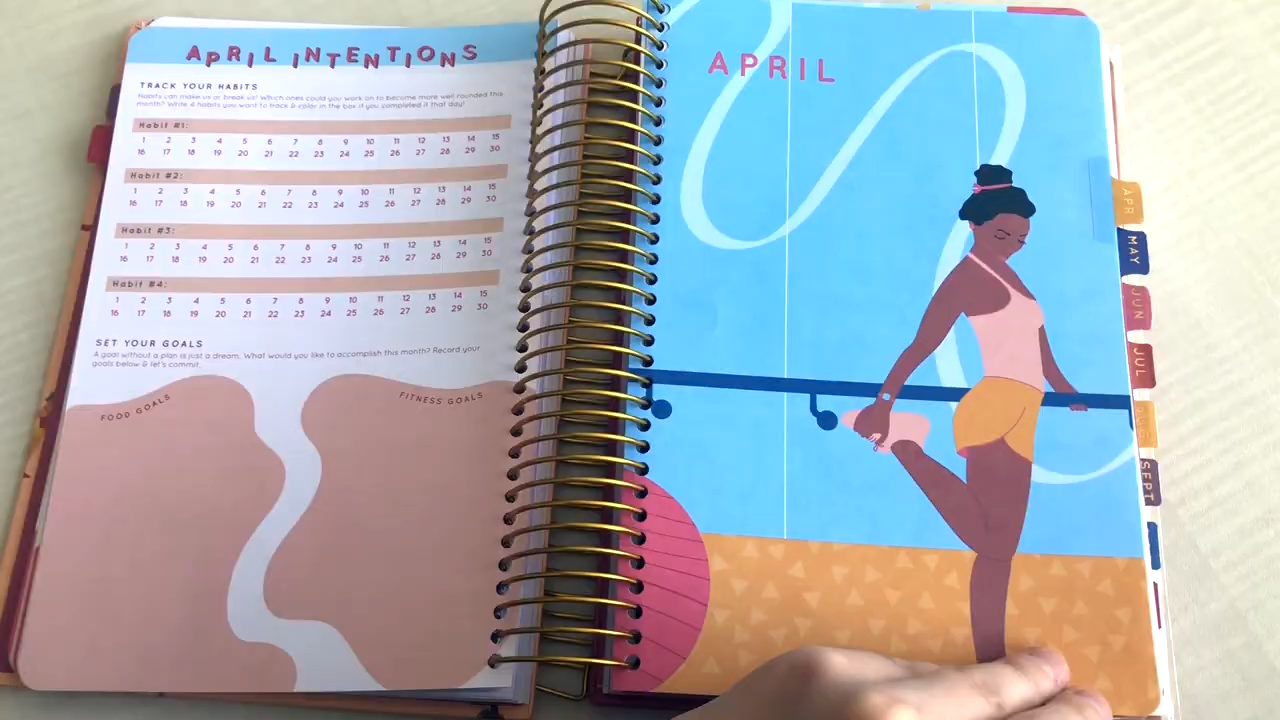 APRIL INTENTIONS
TRACK YOUR HABITS
Habits can make us or break us! Which ones could you work on to become more well rounded this
month? Write 4 habits you want to track & color in the box if you completed it that day!
Habit #1:
1 2 3 4 5 6 7 8 9 10 11 12 13 14 15
16 17 18 19 20 21 22 23 24 25 26 27 28 29 30
Habit #2:
1 2 3 4 5 6 7 8 9 10 11 12 13 14 15
16 17 18 19 20 21 22 23 24 25 26 27 28 29 30
Habit #3:
1 2 3 4 5 6 7 8 9 10 11 12 13 14 15
16 17 18 19 20 21 22 23 24 25 26 27 28 29 30
Habit #4:
1 2 3 4 5 6 7 8 9 10 11 12 13 14 15
16 17 18 19 20 21 22 23 24 25 26 27 28 29 30
SET YOUR GOALS
A goal without a plan is just a dream. What would you like to accomplish this month? Record your
goals below & let's commit.
FOOD GOALS
FITNESS GOALS
APRIL
APR
MAY
JUN
JUL
AUG
SEPT